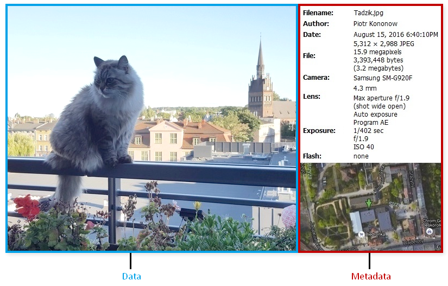 Filename: Tadzik.jpg
Author: Piotr Kononow
Date: August 15, 2016 6:40:10PM
File: 5,312 × 2,988 JPEG
15.9 megapixels
3,393,448 bytes
(3.2 megabytes)
Camera: Samsung SM-G920F
Lens: 4.3 mm
Max aperture f/1.9
(shot wide open)
Exposure: Auto exposure
Program AE
1/402 sec
f/1.9
ISO 40
Flash: none
Data
Metadata